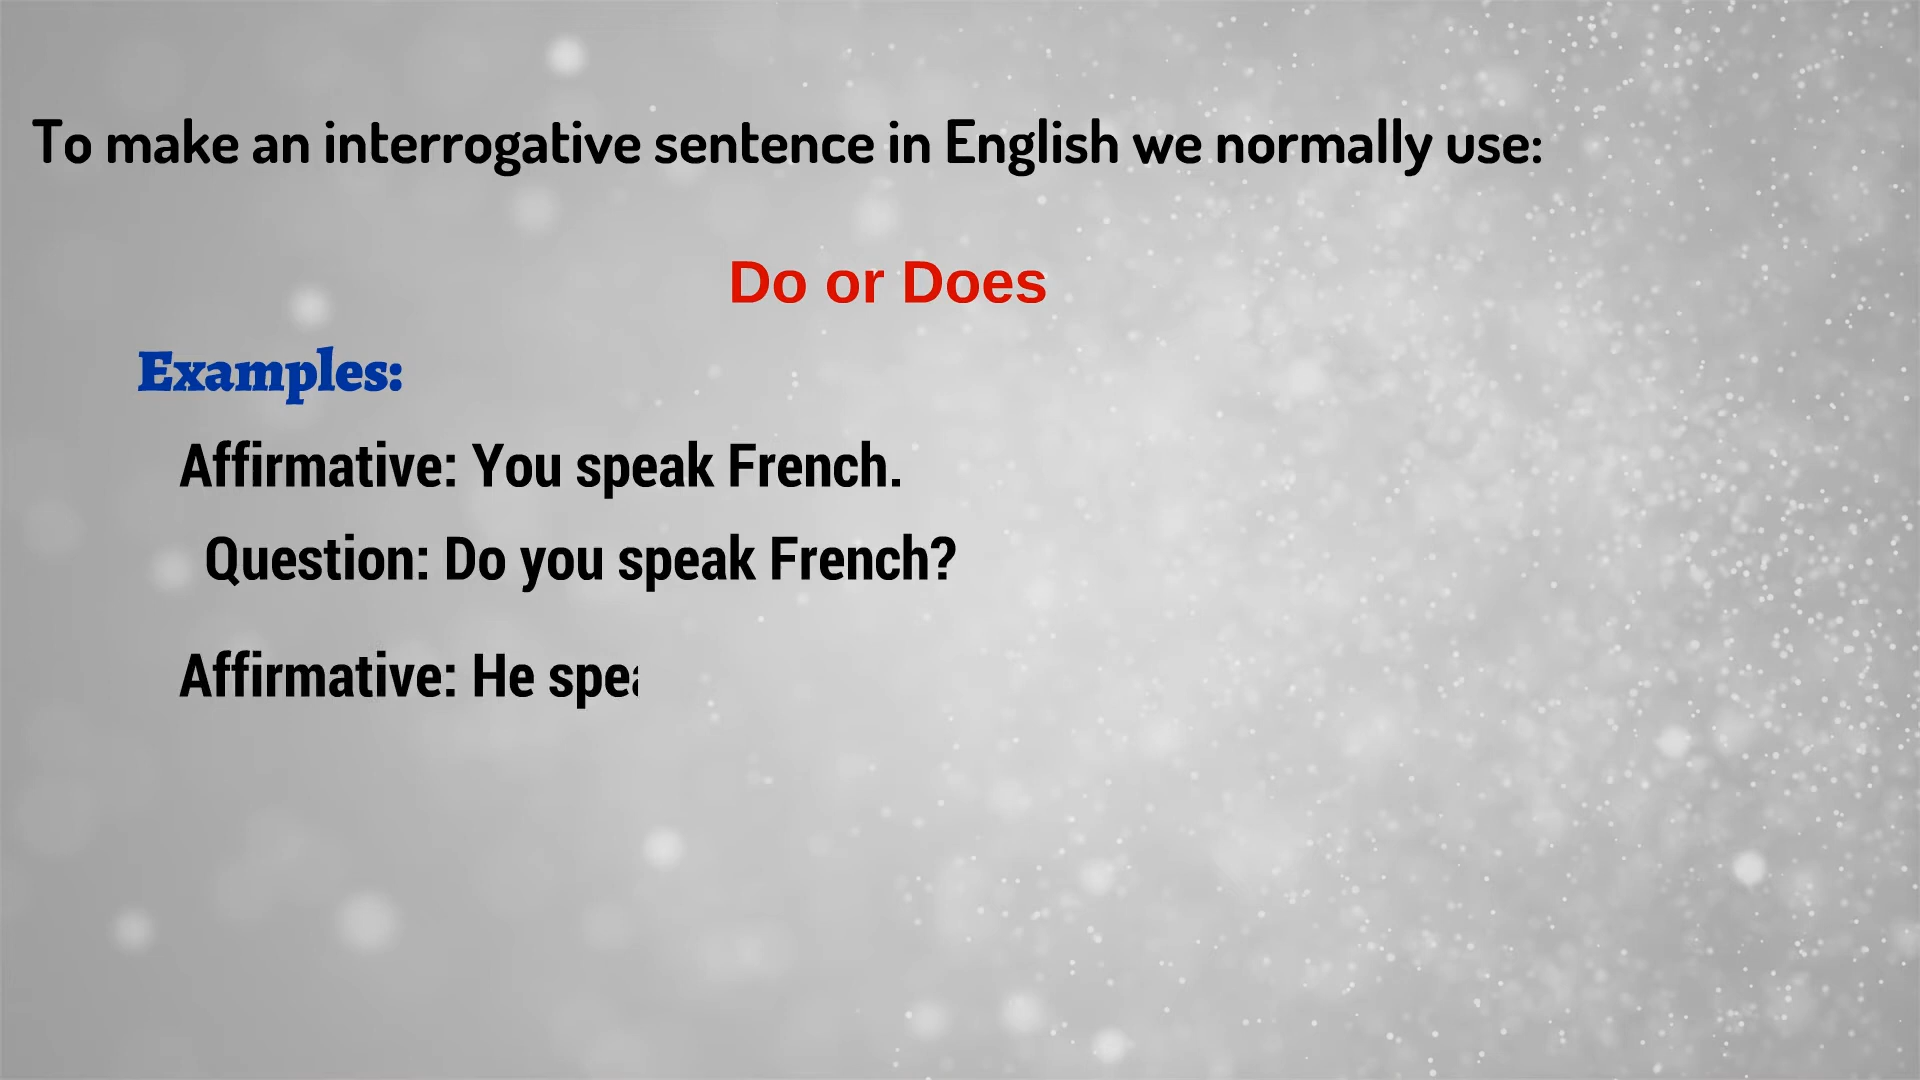 To make an interrogative sentence in English we normally use:
Do or Does
Examples:
Affirmative: You speak French.
Question: Do you speak French?
Affirmative: He spea